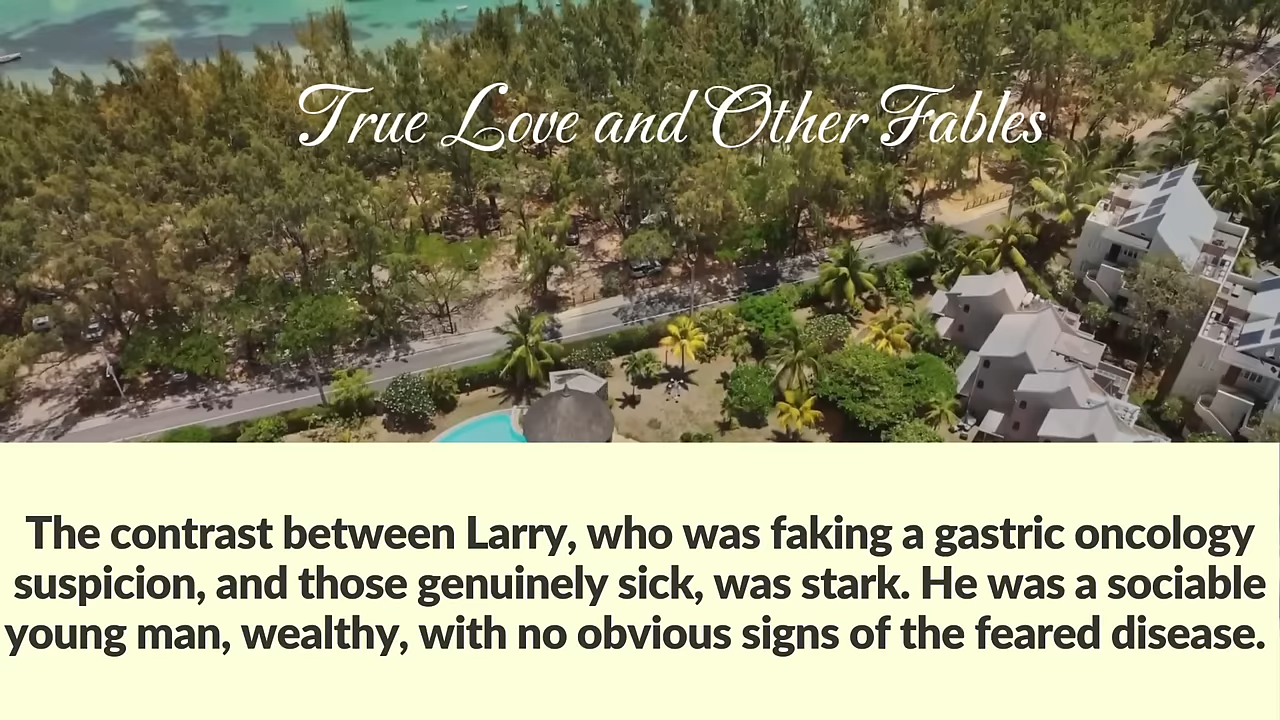 True Love and Other Fables
The contrast between Larry, who was faking a gastric oncology
suspicion, and those genuinely sick, was stark. He was a sociable
young man, wealthy, with no obvious signs of the feared disease.